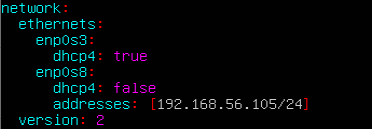 network:
  ethernets:
    enp0s3:
      dhcp4: true
    enp0s8:
      dhcp4: false
      addresses: [192.168.56.105/24]
  version: 2